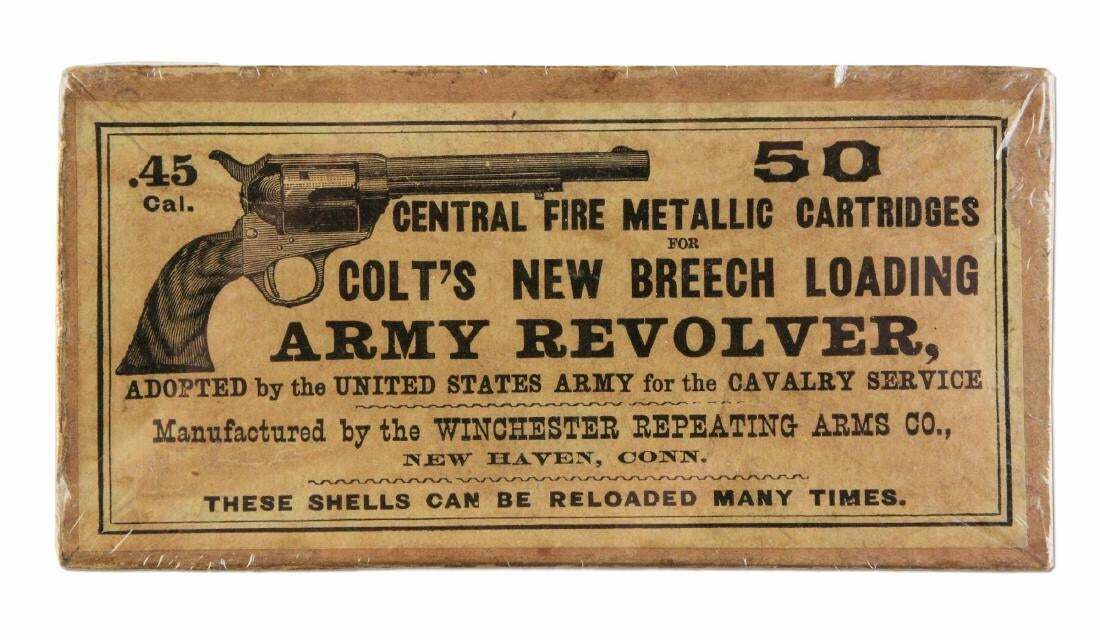 .45
Cal.
50
CENTRAL FIRE METALLIC CARTRIDGES
FOR
COLT'S NEW BREECH LOADING
ARMY REVOLVER,
ADOPTED by the UNITED STATES ARMY for the CAVALRY SERVICE
Manufactured by the WINCHESTER REPEATING ARMS CO.,
NEW HAVEN, CONN.
THESE SHELLS CAN BE RELOADED MANY TIMES.